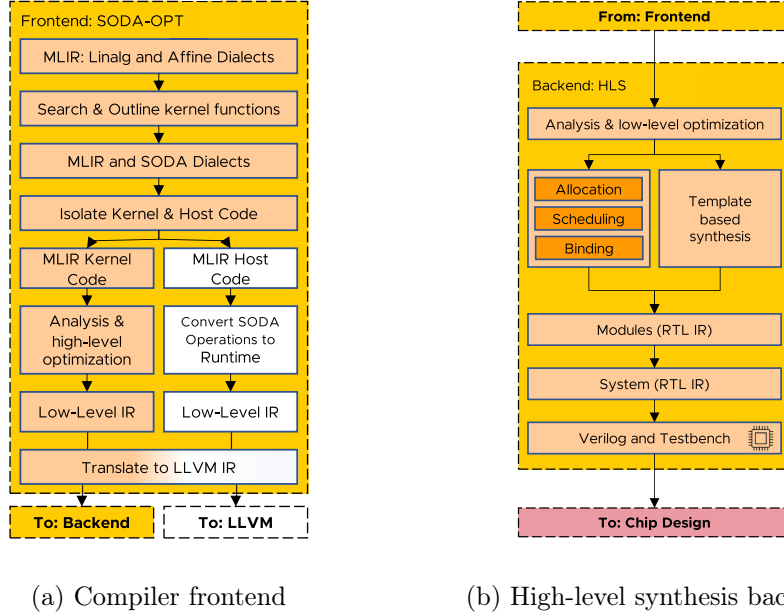 Frontend: SODA-OPT
MLIR: Linalg and Affine Dialects
Search & Outline kernel functions
MLIR and SODA Dialects
Isolate Kernel & Host Code
MLIR Kernel
Code
MLIR Host
Code
Analysis &
high-level
optimization
Convert SODA
Operations to
Runtime
Low-Level IR
Low-Level IR
Translate to LLVM IR
To: Backend
To: LLVM
(a) Compiler frontend
From: Frontend
Backend: HLS
Analysis & low-level optimization
Allocation
Scheduling
Binding
Template
based
synthesis
Modules (RTL IR)
System (RTL IR)
Verilog and Testbench
To: Chip Design
(b) High-level synthesis bac